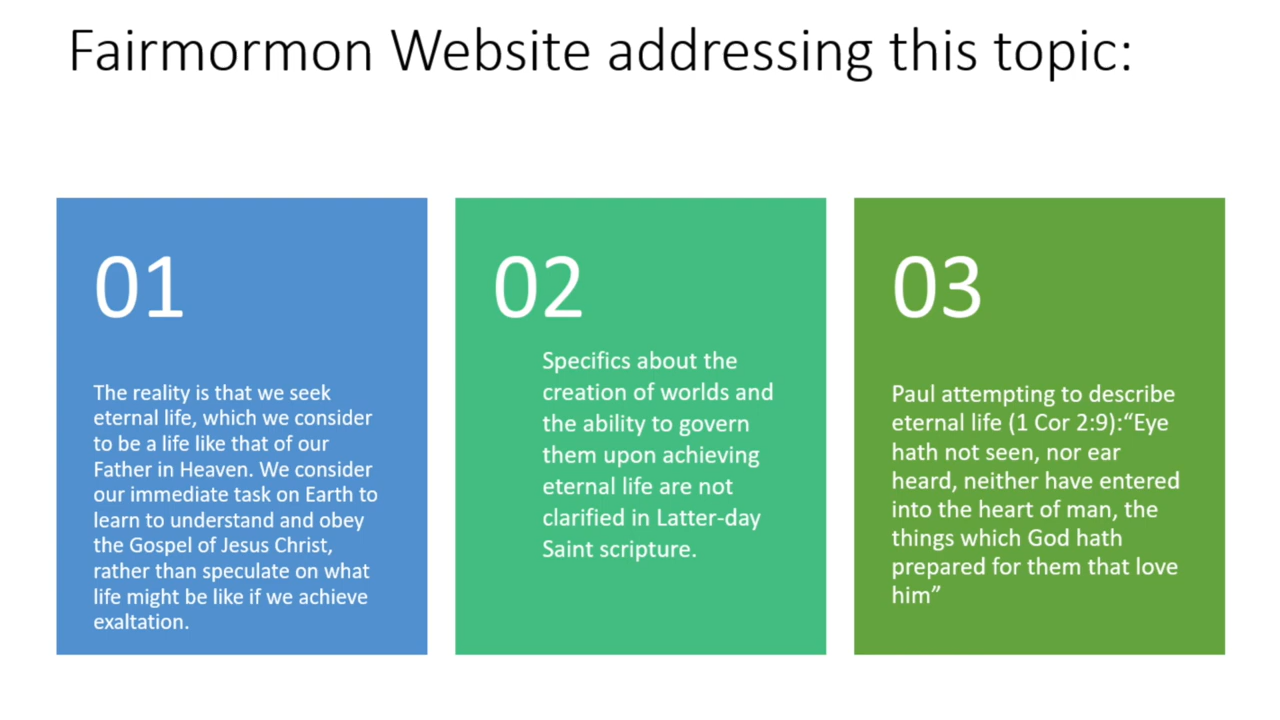 Fairmormon Website addressing this topic:
01
The reality is that we seek
eternal life, which we consider
to be a life like that of our
Father in Heaven. We consider
our immediate task on Earth to
learn to understand and obey
the Gospel of Jesus Christ,
rather than speculate on what
life might be like if we achieve
exaltation.
02
Specifics about the
creation of worlds and
the ability to govern
them upon achieving
eternal life are not
clarified in Latter-day
Saint scripture.
03
Paul attempting to describe
eternal life (1 Cor 2:9):“Eye
hath not seen, nor ear
heard, neither have entered
into the heart of man, the
things which God hath
prepared for them that love
him”